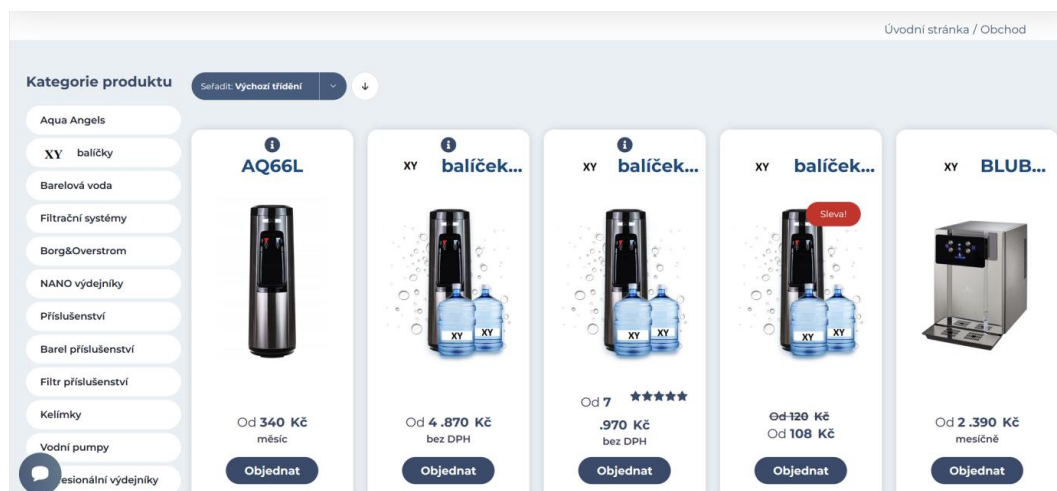 Úvodní stránka / Obchod
Kategorie produktu
Seřadit: Výchozí třídění
Aqua Angels
XY balíčky
Barelová voda
Filtrační systémy
Borg&Overstrom
NANO výdejníky
Příslušenství
Barel příslušenství
Filtr příslušenství
Kelímky
Vodní pumpy
esionální výdejníky
AQ66L
Od 340 Kč
měsíc
Objednat
XY balíček...
XY XY
Od 4 .870 Kč
bez DPH
Objednat
XY balíček...
XY XY
Od 7
.970 Kč
bez DPH
Objednat
XY balíček...
Sleva!
XY XY
Od 120 Kč
Od 108 Kč
Objednat
XY BLUB...
Od 2 .390 Kč
mesíčně
Objednat